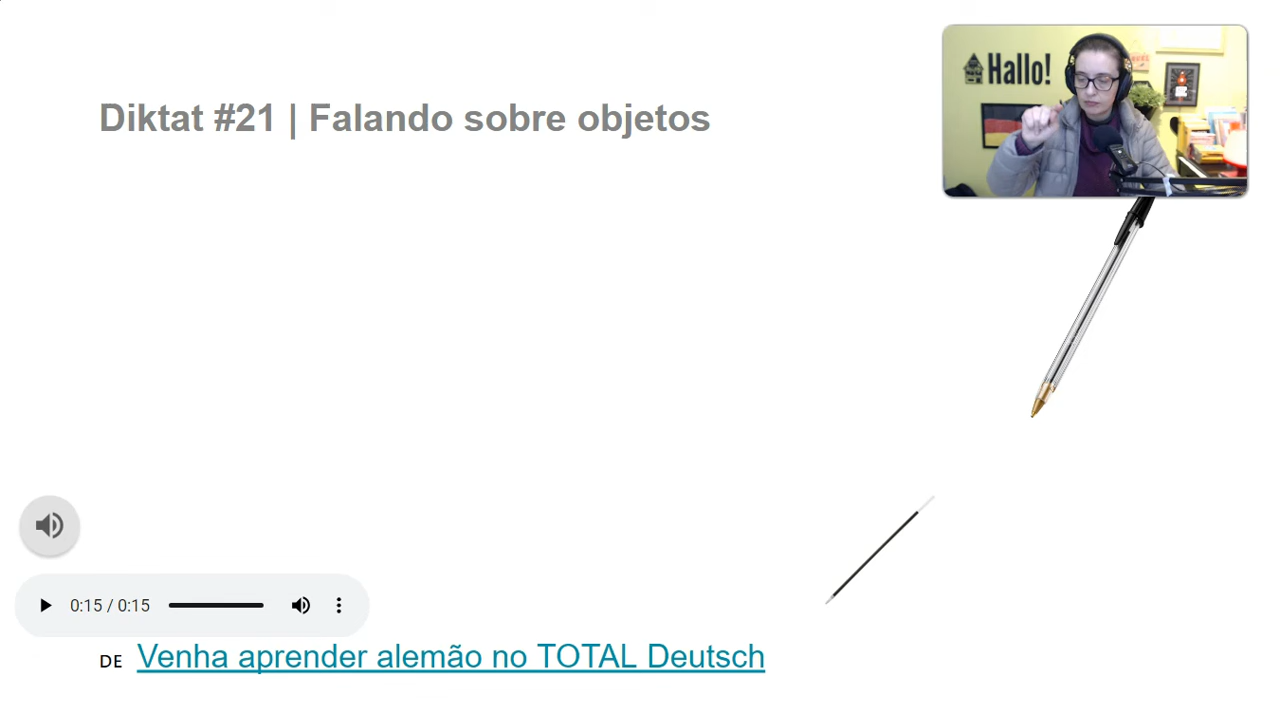 Hallo!
Diktat #21 | Falando sobre objetos
0:15 / 0:15
DE Venha aprender alemão no TOTAL Deutsch